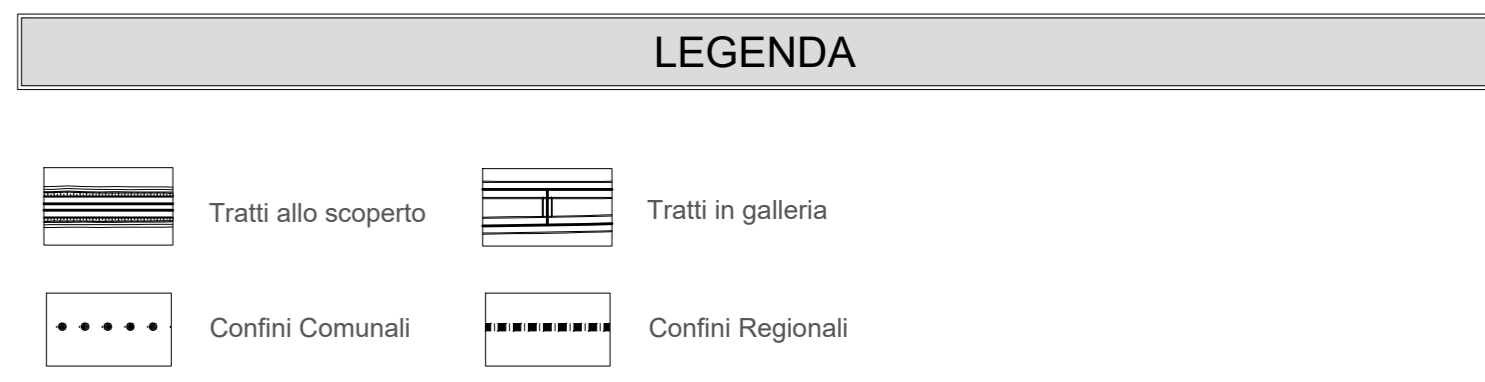 LEGENDA
Tratti allo scoperto
Tratti in galleria
Confini Comunali
Confini Regionali